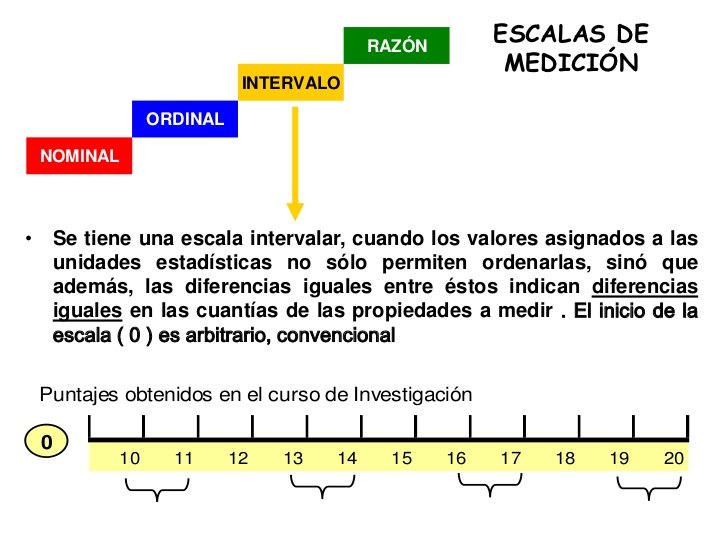 ESCALAS DE
MEDICIÓN
RAZÓN
INTERVALO
ORDINAL
NOMINAL
• Se tiene una escala intervalar, cuando los valores asignados a las
unidades estadísticas no sólo permiten ordenarlas, sinó que
además, las diferencias iguales entre éstos indican diferencias
iguales en las cuantías de las propiedades a medir . El inicio de la
escala ( 0 ) es arbitrario, convencional
Puntajes obtenidos en el curso de Investigación
0
10 11 12 13 14 15 16 17 18 19 20